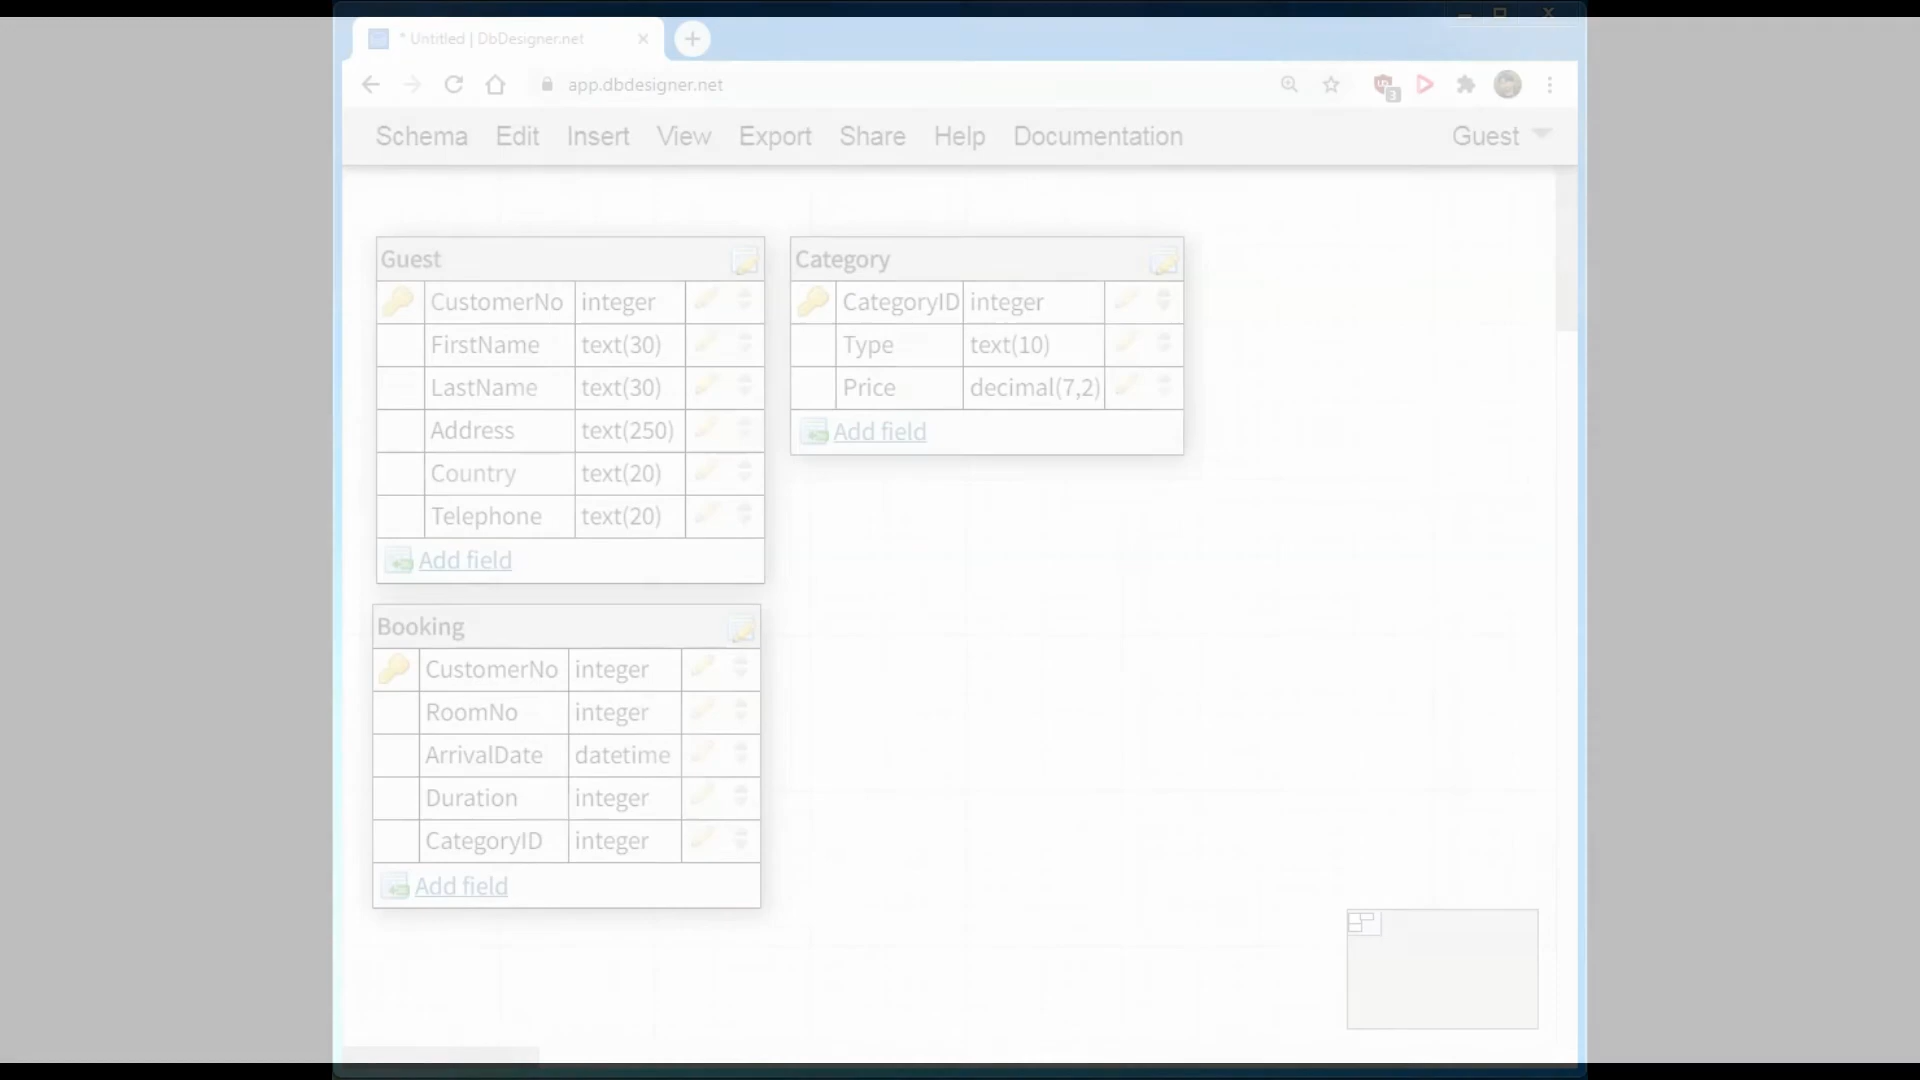 * Untitled | DbDesigner.net
app.dbdesigner.net
3
Schema Edit Insert View Export Share Help Documentation Guest
Guest
CustomerNo integer
FirstName text(30)
LastName text(30)
Address text(250)
Country text(20)
Telephone text(20)
Add field
Category
CategoryID integer
Type text(10)
Price decimal(7,2)
Add field
Booking
CustomerNo integer
RoomNo integer
ArrivalDate datetime
Duration integer
CategoryID integer
Add field